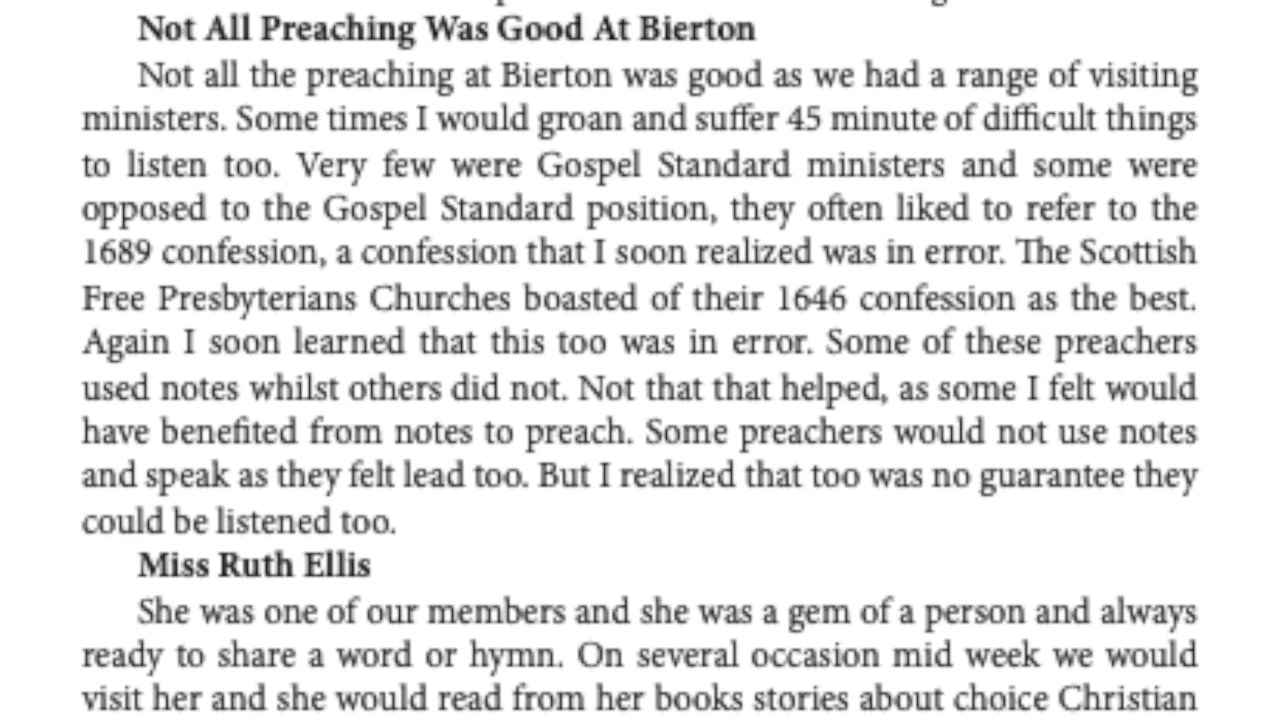 Not All Preaching Was Good At Bierton
Not all the preaching at Bierton was good as we had a range of visiting
ministers. Some times I would groan and suffer 45 minute of difficult things
to listen too. Very few were Gospel Standard ministers and some were
opposed to the Gospel Standard position, they often liked to refer to the
1689 confession, a confession that I soon realized was in error. The Scottish
Free Presbyterians Churches boasted of their 1646 confession as the best.
Again I soon learned that this too was in error. Some of these preachers
used notes whilst others did not. Not that that helped, as some I felt would
have benefited from notes to preach. Some preachers would not use notes
and speak as they felt lead too. But I realized that too was no guarantee they
could be listened too.
Miss Ruth Ellis
She was one of our members and she was a gem of a person and always
ready to share a word or hymn. On several occasion mid week we would
visit her and she would read from her books stories about choice Christian